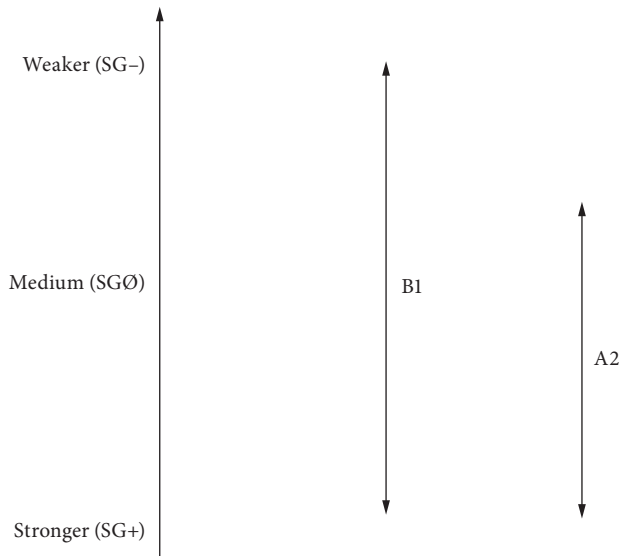 Weaker (SG–)
Medium (SGØ)
B1
A2
Stronger (SG+)